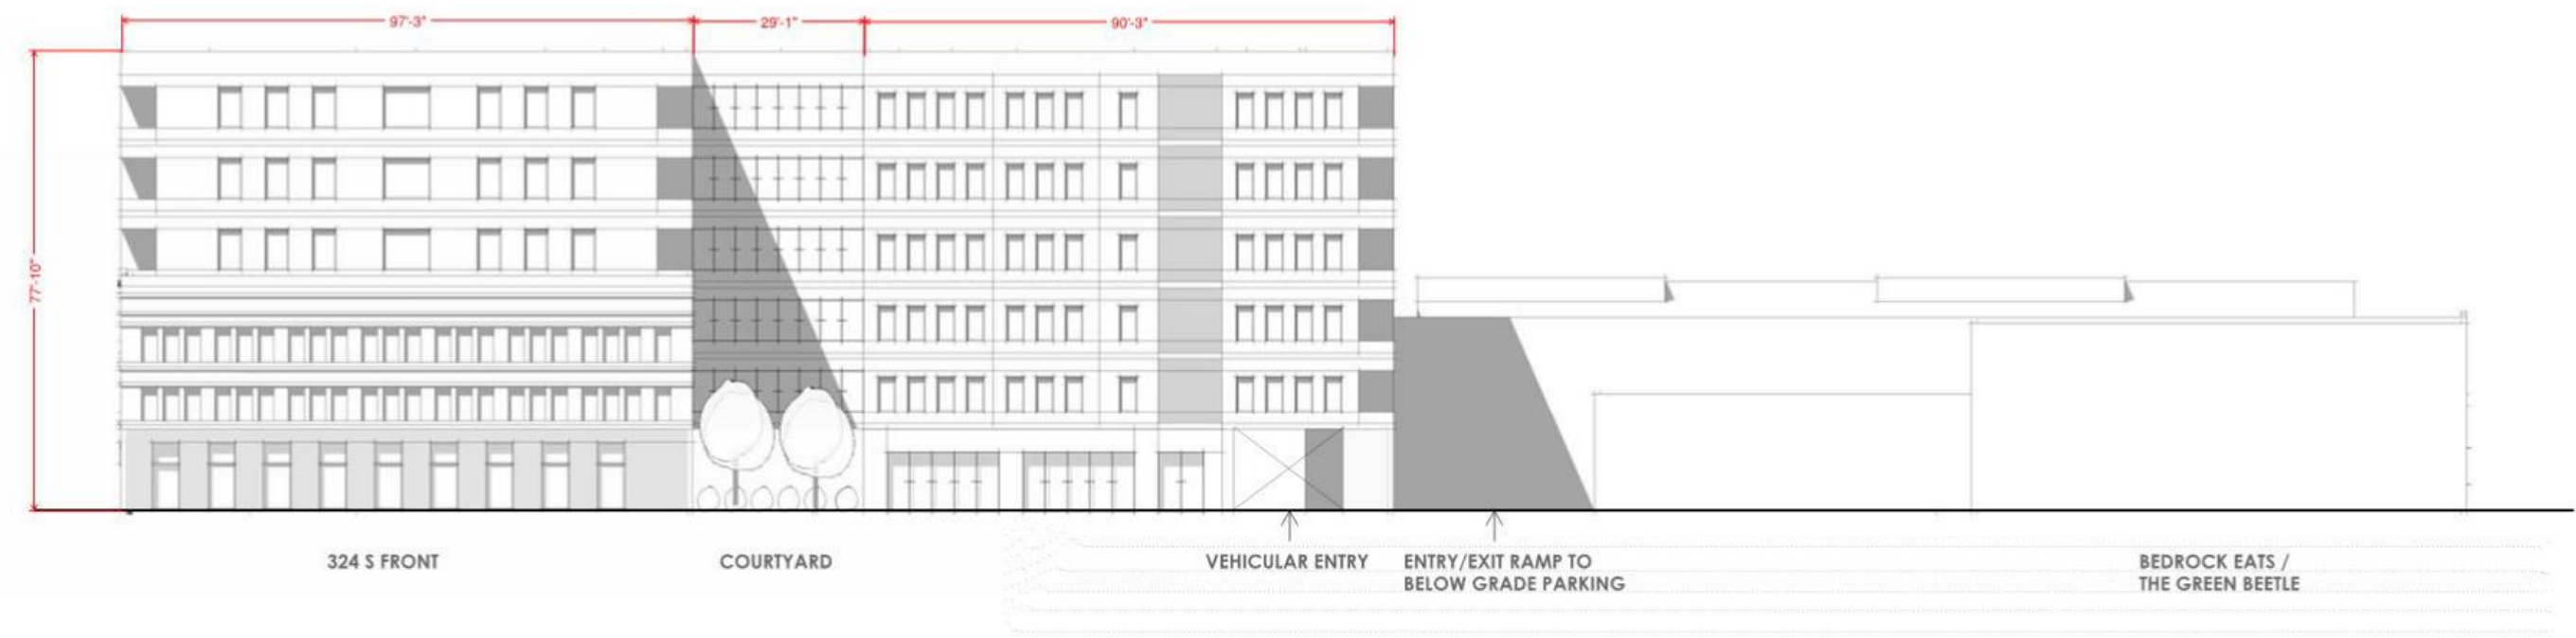 97'-3"
29'-1"
90'-3"
77'-10"
324 S FRONT
COURTYARD
VEHICULAR ENTRY
ENTRY/EXIT RAMP TO
BELOW GRADE PARKING
BEDROCK EATS /
THE GREEN BEETLE